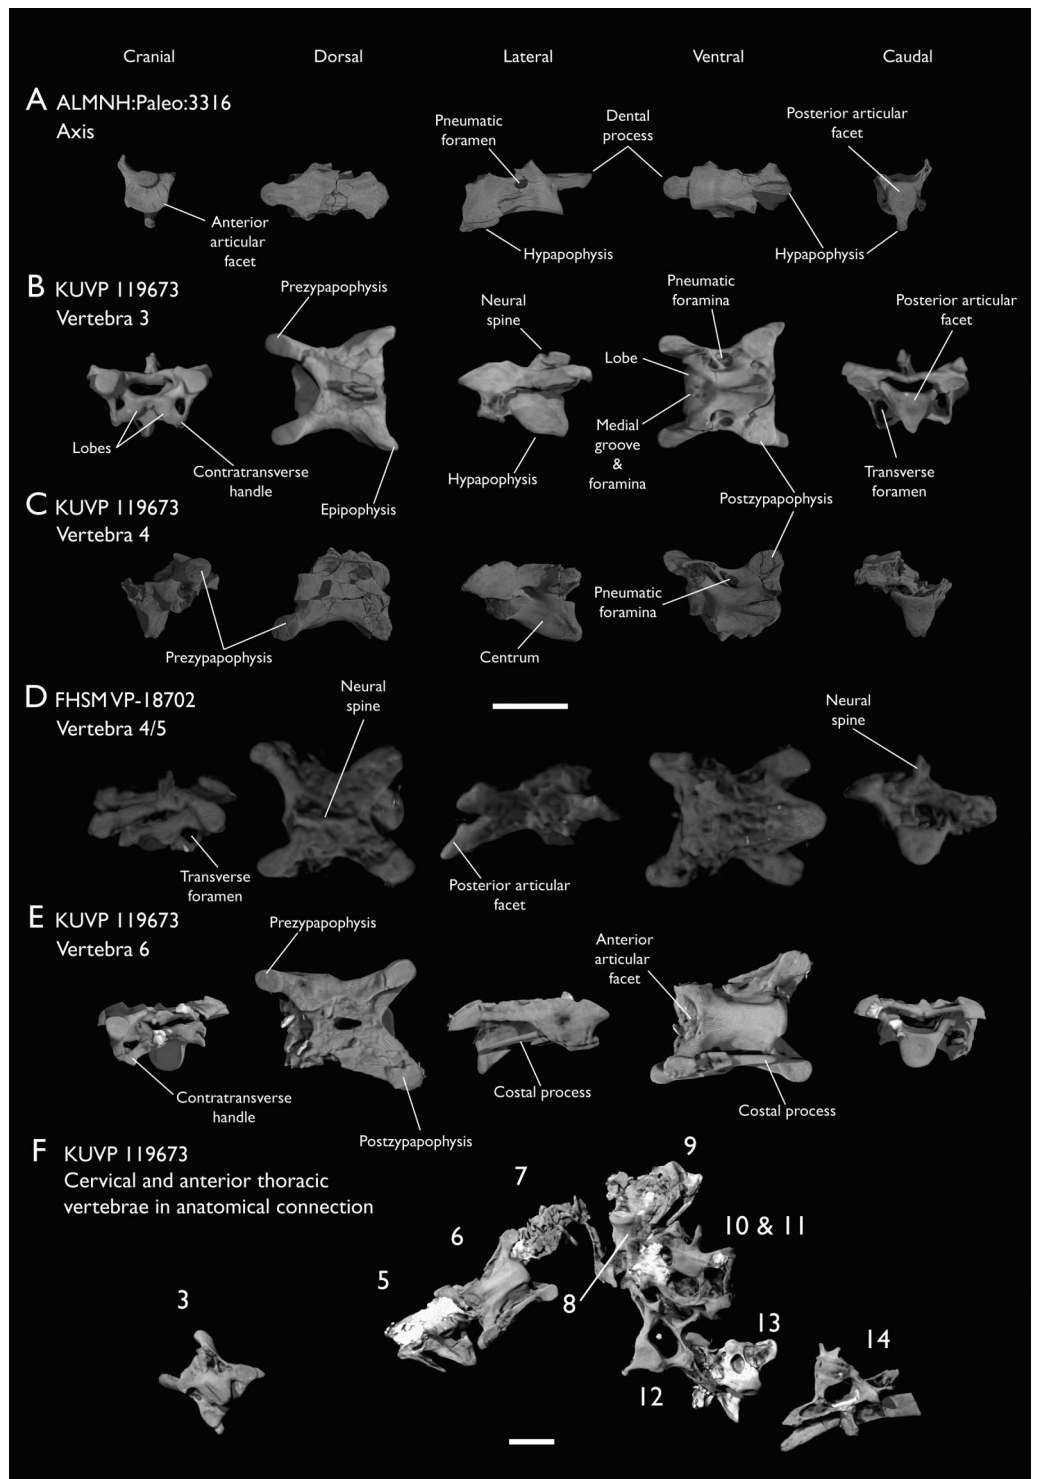 Cranial
Dorsal
Lateral
Ventral
Caudal
A ALMNH:Paleo:3316
Axis
Pneumatic
foramen
Dental
process
Posterior articular
facet
Anterior
articular
facet
Hypapophysis
Hypapophysis
B KUVP 119673
Vertebra 3
Prezypapophysis
Neural
spine
Pneumatic
foramina
Posterior articular
facet
Lobe
Lobes
Contratransverse
handle
Epipophysis
Hypapophysis
Medial
groove
&
foramina
Transverse
foramen
Postzypapophysis
C KUVP 119673
Vertebra 4
Prezypapophysis
Centrum
Pneumatic
foramina
D FHSM VP-18702
Vertebra 4/5
Neural
spine
Neural
spine
Transverse
foramen
Posterior articular
facet
E KUVP 119673
Vertebra 6
Prezypapophysis
Anterior
articular
facet
Contratransverse
handle
Postzypapophysis
Costal process
Costal process
F KUVP 119673
Cervical and anterior thoracic
vertebrae in anatomical connection
3
5
6
7
8
9
10 & 11
12
13
14